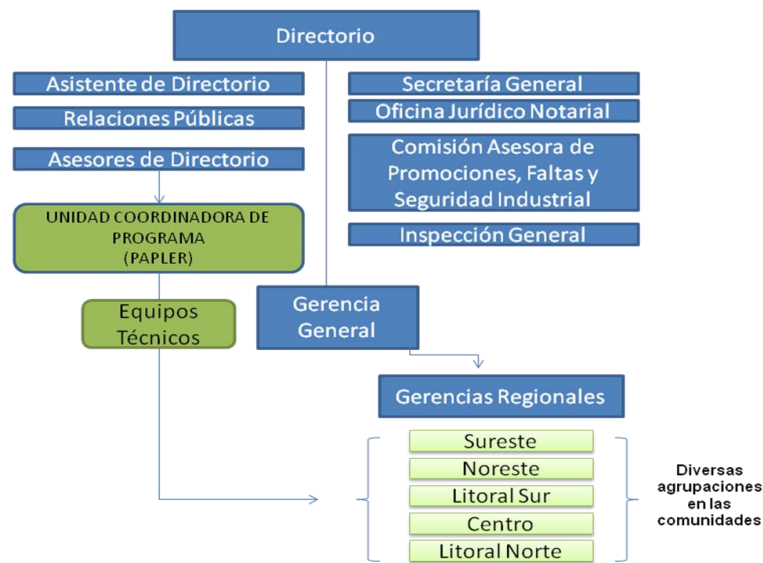 Directorio
Asistente de Directorio
Relaciones Públicas
Asesores de Directorio
Secretaría General
Oficina Jurídico Notarial
Comisión Asesora de
Promociones, Faltas y
Seguridad Industrial
Inspección General
UNIDAD COORDINADORA DE
PROGRAMA
(PAPLER)
Equipos
Técnicos
Gerencia
General
Gerencias Regionales
Sureste
Noreste
Litoral Sur
Centro
Litoral Norte
Diversas
agrupaciones
en las
comunidades